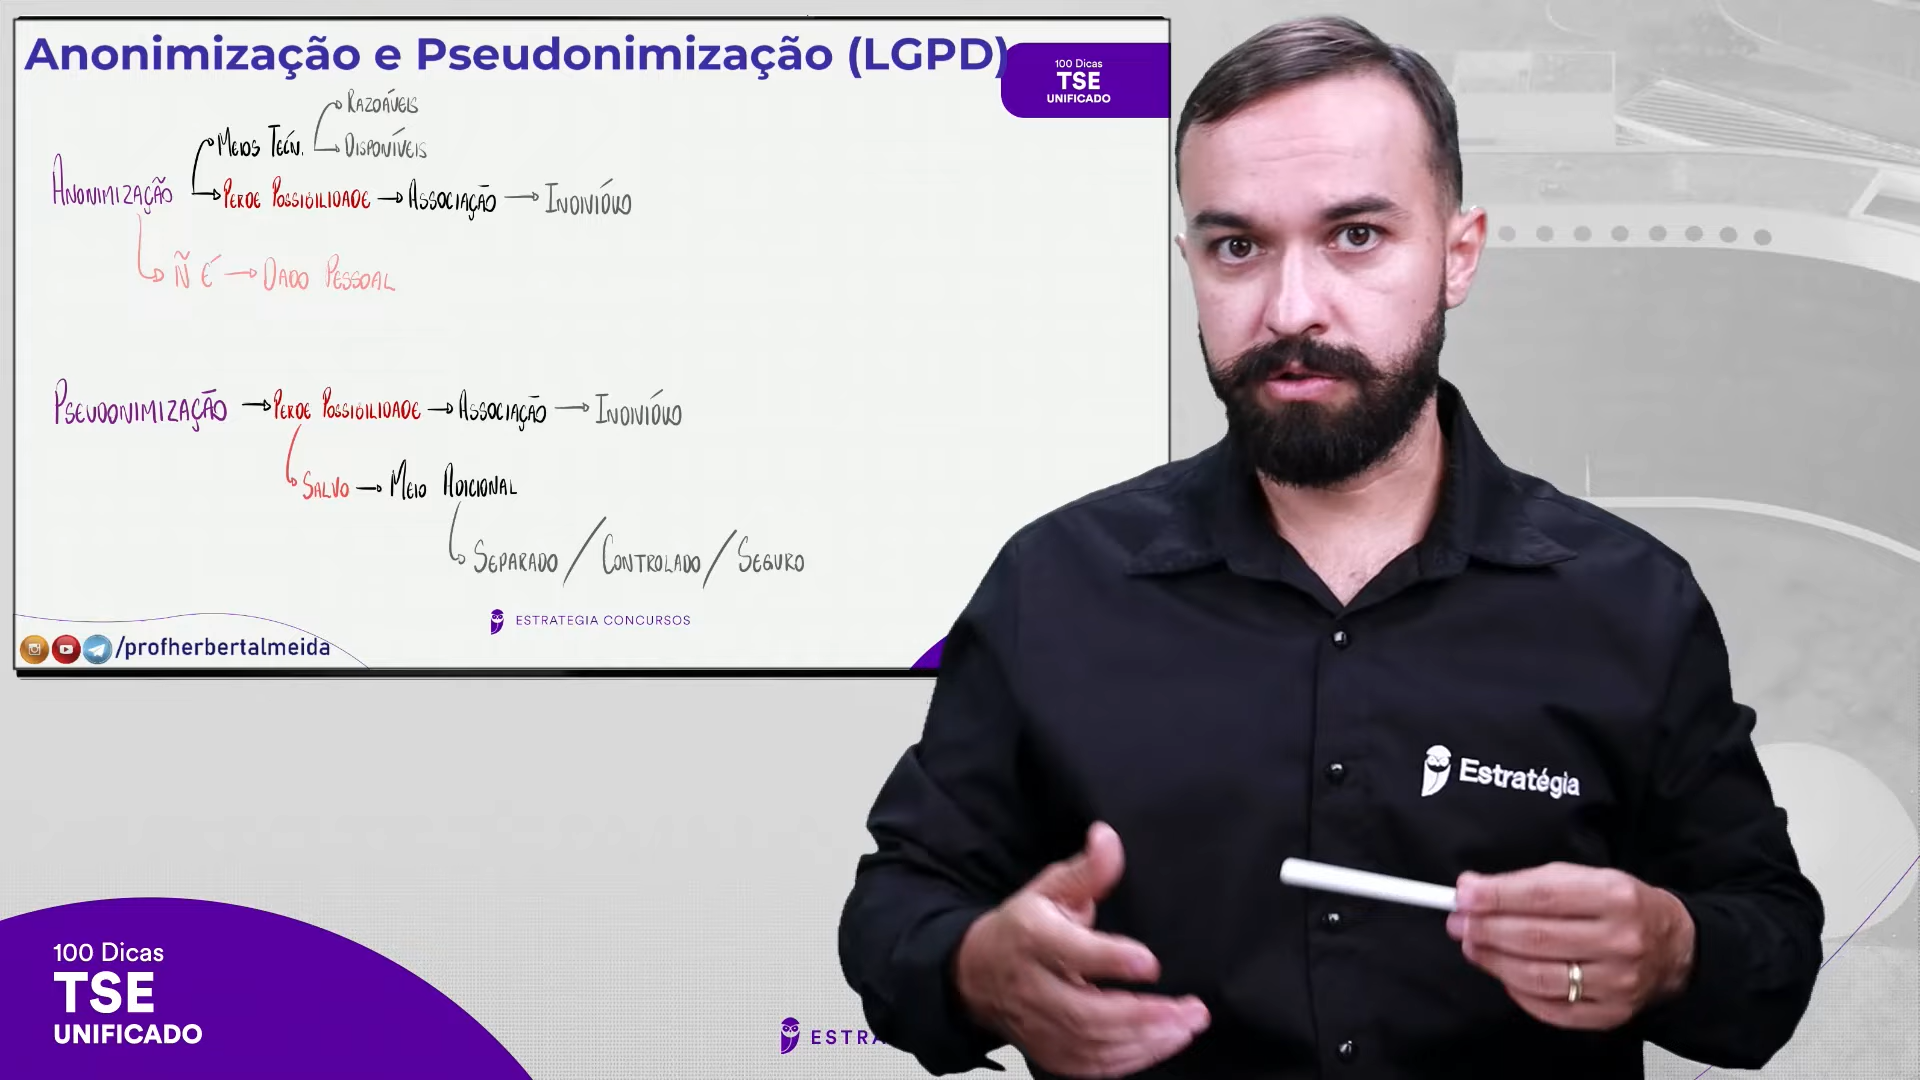 Anonimização e Pseudonimização (LGPD)
100 Dicas
TSE
UNIFICADO
RAZOÁVEIS
MEIOS TECN.
DISPONÍVEIS
ANONIMIZAÇÃO
PERDE POSSIBILIDADE → ASSOCIAÇÃO → INDIVÍDUO
Ñ É → DADO PESSOAL
PSEUDONIMIZAÇÃO → PERDE POSSIBILIDADE → ASSOCIAÇÃO → INDIVÍDUO
SALVO → MEIO ADICIONAL
SEPARADO / CONTROLADO / SEGURO
ESTRATEGIA CONCURSOS
/profherbertalmeida
Estratégia
100 Dicas
TSE
UNIFICADO
ESTRA